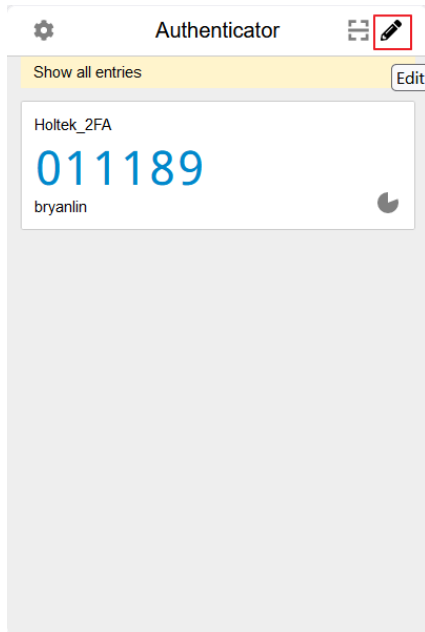 Authenticator
Show all entries
Edit
Holtek_2FA
011189
bryanlin